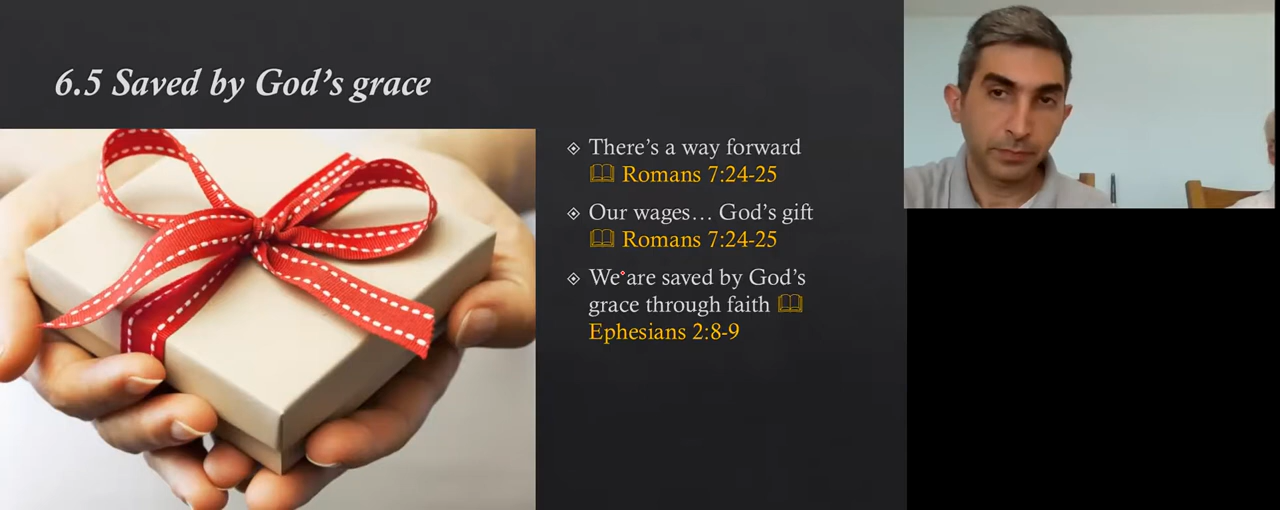 6.5 Saved by God's grace
There's a way forward
Romans 7:24-25
Our wages... God's gift
Romans 7:24-25
We are saved by God's
grace through faith
Ephesians 2:8-9